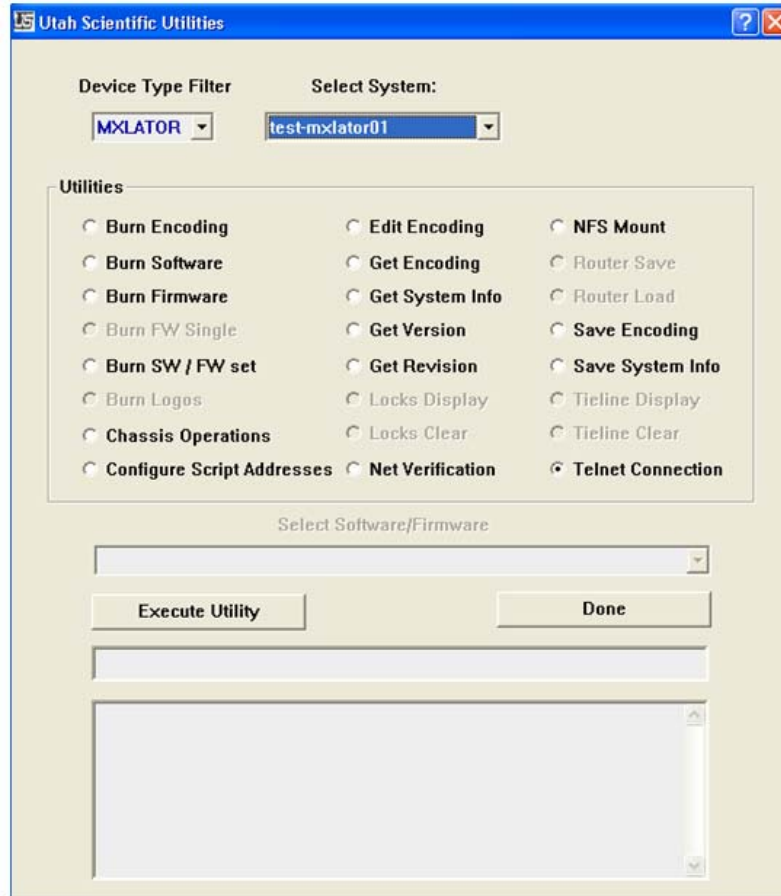 US Utah Scientific Utilities ?
Device Type Filter Select System:
MXLATOR test-mxlator01
Utilities
Burn Encoding Edit Encoding NFS Mount
Burn Software Get Encoding Router Save
Burn Firmware Get System Info Router Load
Burn FW Single Get Version Save Encoding
Burn SW / FW set Get Revision Save System Info
Burn Logos Locks Display Tieline Display
Chassis Operations Locks Clear Tieline Clear
Configure Script Addresses Net Verification Telnet Connection
Select Software/Firmware
Execute Utility Done